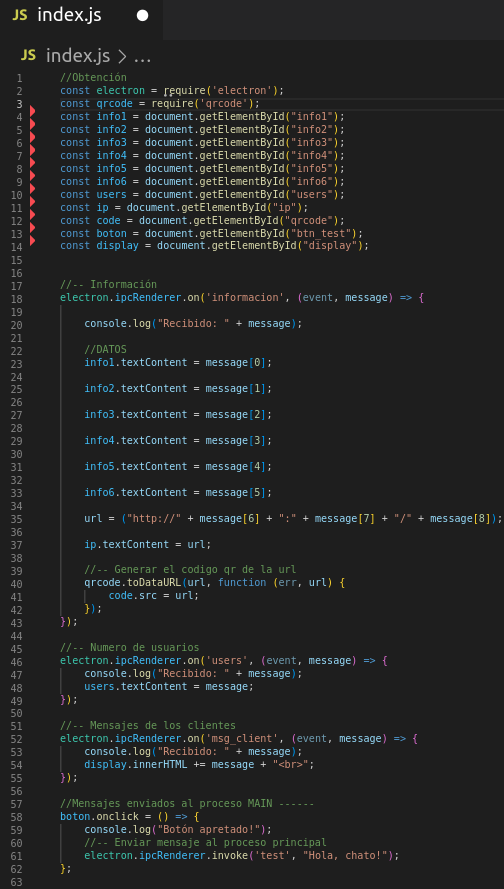 JS index.js
JS index.js > ...
1 //Obtención
2 const electron = require('electron');
3 const qrcode = require('qrcode');
4 const info1 = document.getElementById("info1");
5 const info2 = document.getElementById("info2");
6 const info3 = document.getElementById("info3");
7 const info4 = document.getElementById("info4");
8 const info5 = document.getElementById("info5");
9 const info6 = document.getElementById("info6");
10 const users = document.getElementById("users");
11 const ip = document.getElementById("ip");
12 const code = document.getElementById("qrcode");
13 const boton = document.getElementById("btn_test");
14 const display = document.getElementById("display");
15
16
17 //-- Información
18 electron.ipcRenderer.on('informacion', (event, message) => {
19
20 console.log("Recibido: " + message);
21
22 //DATOS
23 info1.textContent = message[0];
24
25 info2.textContent = message[1];
26
27 info3.textContent = message[2];
28
29 info4.textContent = message[3];
30
31 info5.textContent = message[4];
32
33 info6.textContent = message[5];
34
35 url = ("http://" + message[6] + ":" + message[7] + "/" + message[8]);
36
37 ip.textContent = url;
38
39 //-- Generar el codigo qr de la url
40 qrcode.toDataURL(url, function (err, url) {
41 code.src = url;
42 });
43 });
44
45 //-- Numero de usuarios
46 electron.ipcRenderer.on('users', (event, message) => {
47 console.log("Recibido: " + message);
48 users.textContent = message;
49 });
50
51 //-- Mensajes de los clientes
52 electron.ipcRenderer.on('msg_client', (event, message) => {
53 console.log("Recibido: " + message);
54 display.innerHTML += message + "<br>";
55 });
56
57 //Mensajes enviados al proceso MAIN ------
58 boton.onclick = () => {
59 console.log("Botón apretado!");
60 //-- Enviar mensaje al proceso principal
61 electron.ipcRenderer.invoke('test', "Hola, chato!");
62 };
63